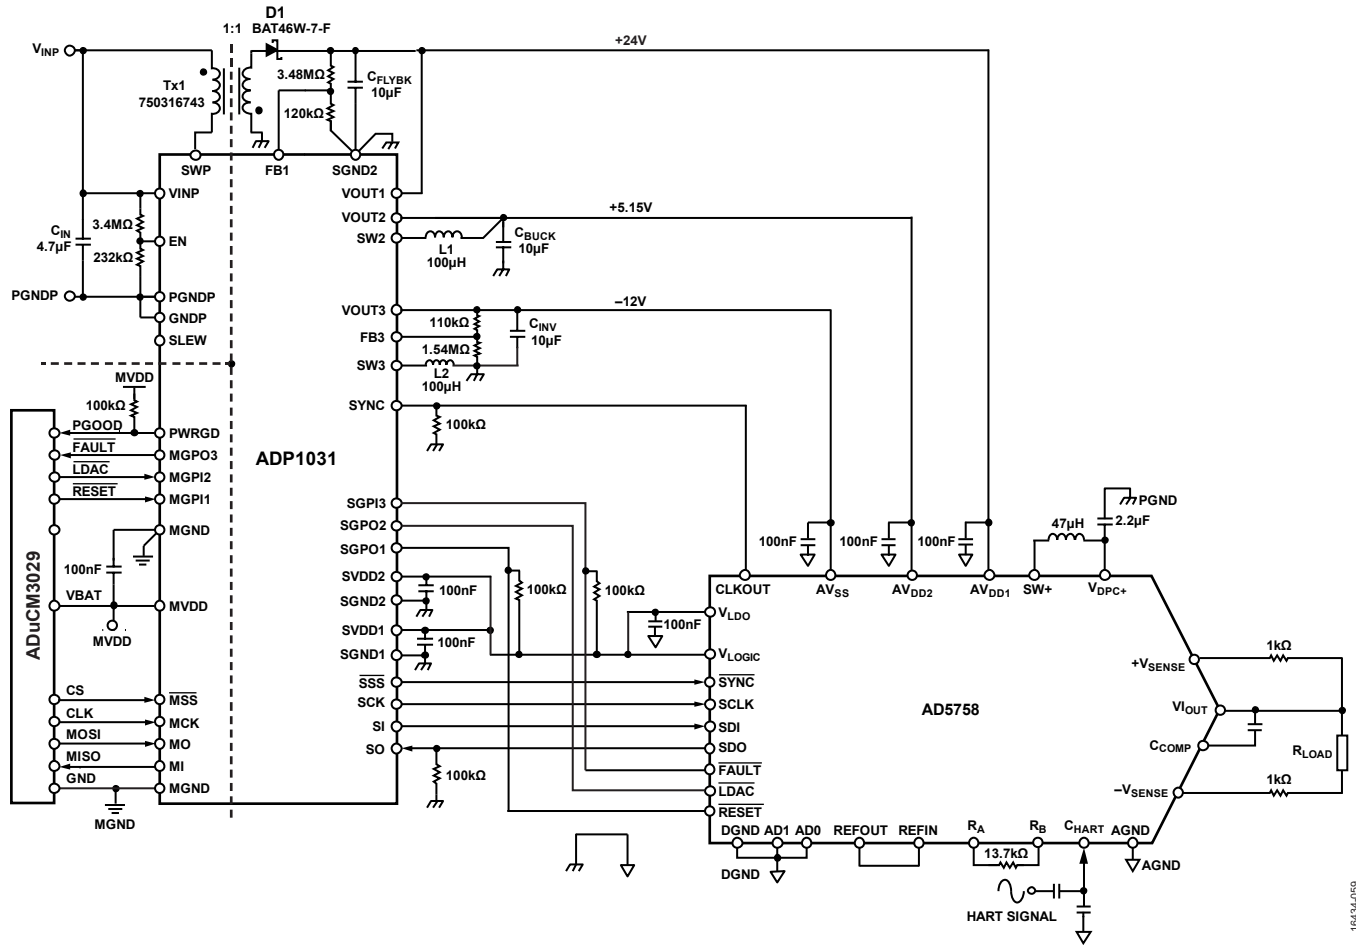 D1
1:1 BAT46W-7-F
VINP
+24V
Tx1
750316743
3.48MΩ
CFLYBK
10µF
120kΩ
SWP
FB1
SGND2
VINP
VOUT1
3.4MΩ
CIN
4.7µF
EN
232kΩ
VOUT2
+5.15V
SW2
L1
100µH
CBUCK
10µF
PGNDP
PGNDP
GNDP
SLEW
VOUT3
–12V
110kΩ
CINV
10µF
FB3
1.54MΩ
SW3
L2
100µH
MVDD
100kΩ
SYNC
100kΩ
ADP1031
PGOOD
PWRGD
FAULT
MGPO3
LDAC
MGPI2
RESET
MGPI1
MGND
100nF
VBAT
MVDD
MVDD
ADuCM3029
SGPI3
SGPO2
SGPO1
SVDD2
100nF
SGND2
SVDD1
100nF
SGND1
100kΩ
100kΩ
100nF
SSS
SCK
SI
SO
100kΩ
CS
MSS
CLK
MCK
MOSI
MO
MISO
MI
GND
MGND
MGND
PGND
47µH
2.2µF
100nF
100nF
100nF
CLKOUT
AVSS
AVDD2
AVDD1
SW+
VDPC+
VLDO
VLOGIC
SYNC
SCLK
SDI
SDO
FAULT
LDAC
RESET
AD5758
+VSENSE
1kΩ
VIOUT
CCOMP
RLOAD
–VSENSE
1kΩ
DGND AD1 AD0
REFOUT
REFIN
RA
RB
CHART
AGND
13.7kΩ
DGND
AGND
HART SIGNAL
16434-059